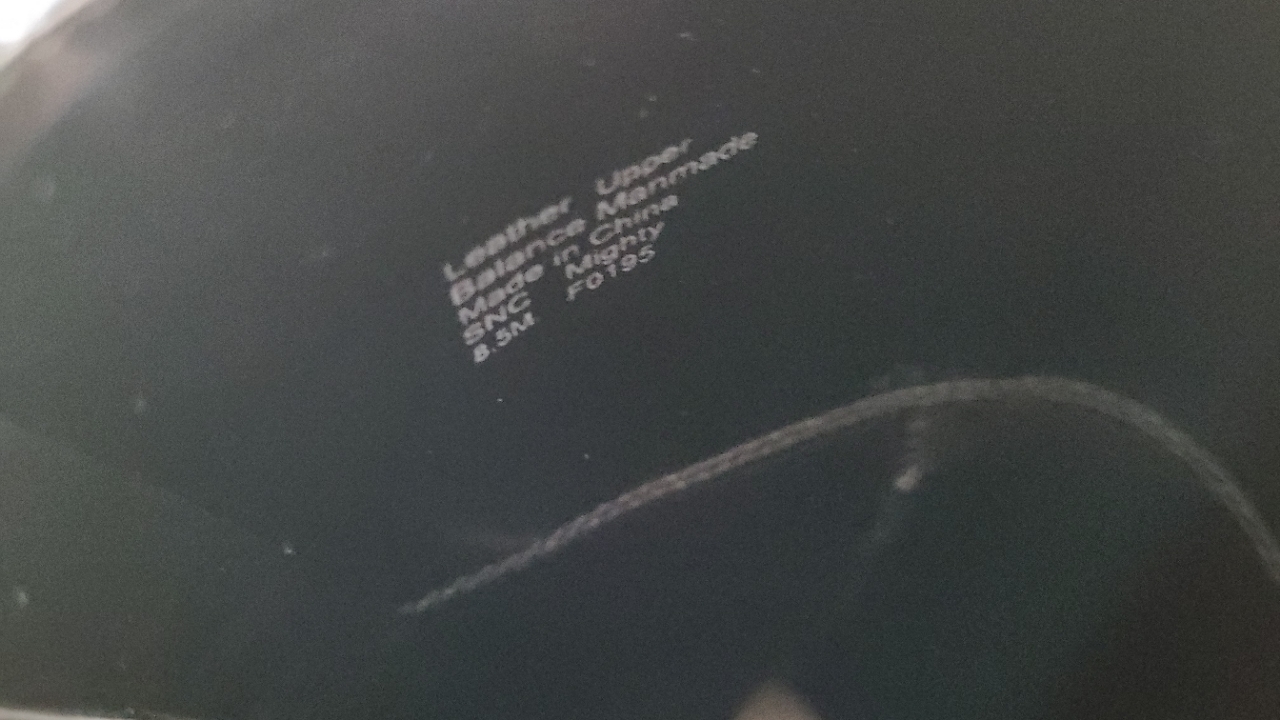 Leather Upper
Balance Manmade
Made in China
SNC Mighty
8.5M F0195